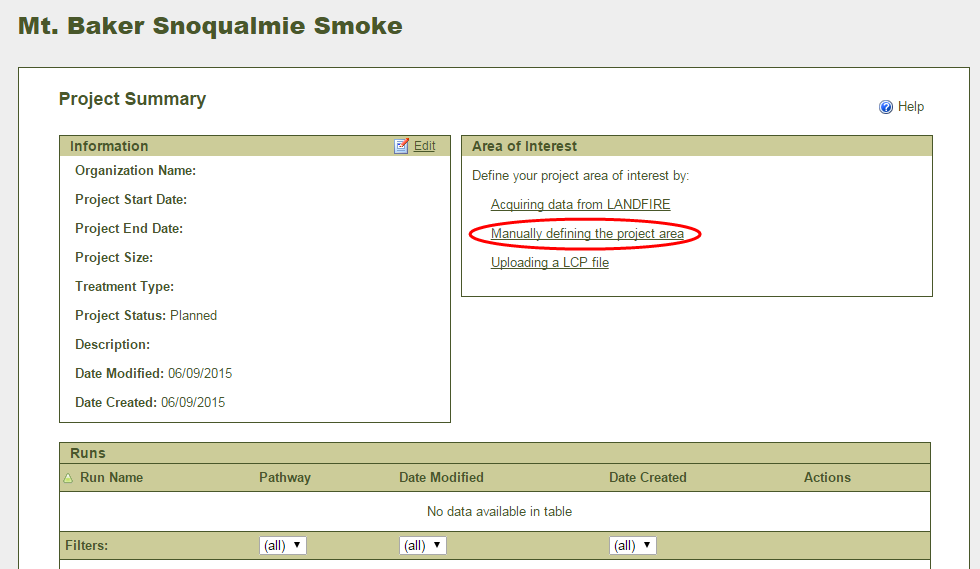 Mt. Baker Snoqualmie Smoke
Project Summary
Help
Information
Edit
Organization Name:
Project Start Date:
Project End Date:
Project Size:
Treatment Type:
Project Status: Planned
Description:
Date Modified: 06/09/2015
Date Created: 06/09/2015
Area of Interest
Define your project area of interest by:
Acquiring data from LANDFIRE
Manually defining the project area
Uploading a LCP file
Runs
Run Name Pathway Date Modified Date Created Actions
No data available in table
Filters: (all) (all) (all)